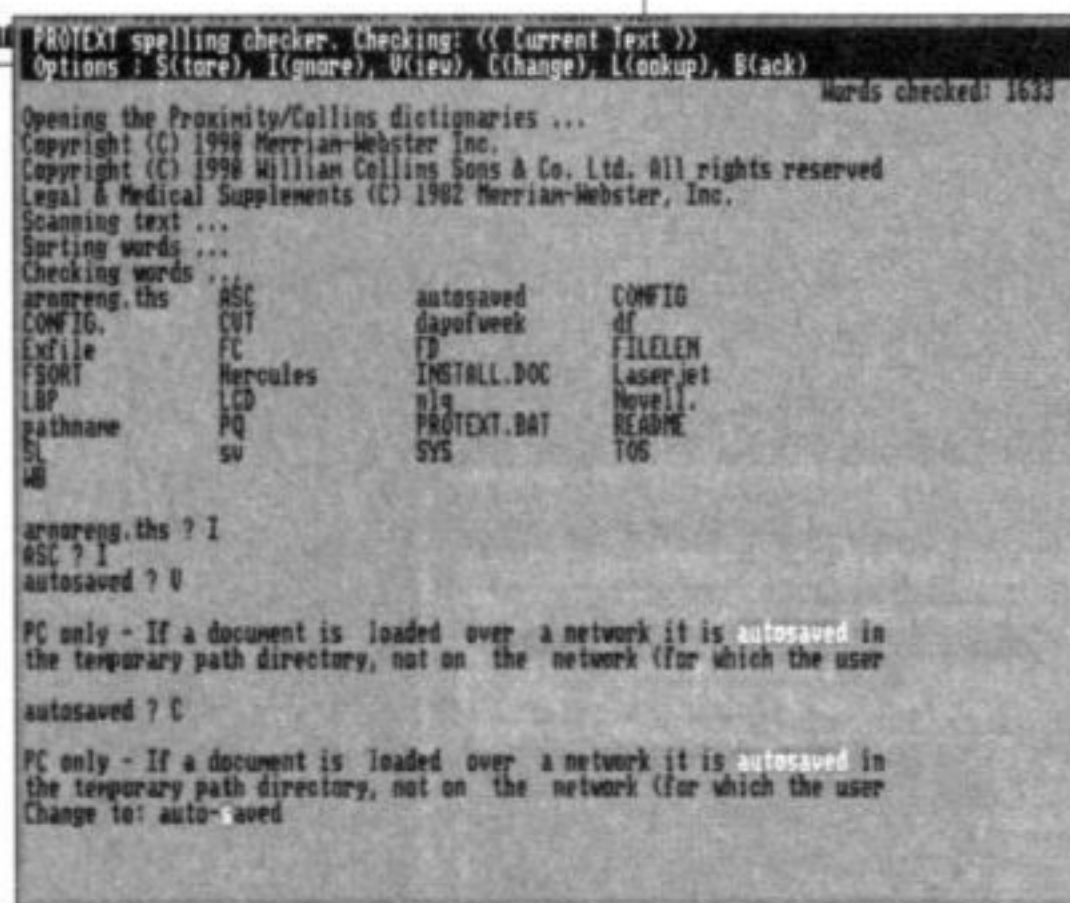 PROTEXT spelling checker. Checking: (< Current Text >)
Options : S(tore), I(gnore), V(iew), C(hange), L(ookup), B(ack)
Words checked: 1633
Opening the Proximity/Collins dictionaries ...
Copyright (C) 1990 Merriam-Webster Inc.
Copyright (C) 1990 William Collins Sons & Co. Ltd. All rights reserved
Legal & Medical Supplements (C) 1982 Merriam-Webster, Inc.
Scanning text ...
Sorting words ...
Checking words ...
arnoreng.ths ASC autosaved CONFIG
CONFIG. CUT dapofweek df
Exfile FC FD FILELEN
FSORT Hercules INSTALL.DOC Laserjet
LBP LCD nlq Novell.
pathname PQ PROTEXT.BAT README
SL sv SYS TOS
WB
arnoreng.ths ? I
ASC ? I
autosaved ? V
PC only - If a document is loaded over a network it is autosaved in
the temporary path directory, not on the network (for which the user
autosaved ? C
PC only - If a document is loaded over a network it is autosaved in
the temporary path directory, not on the network (for which the user
Change to: auto-saved